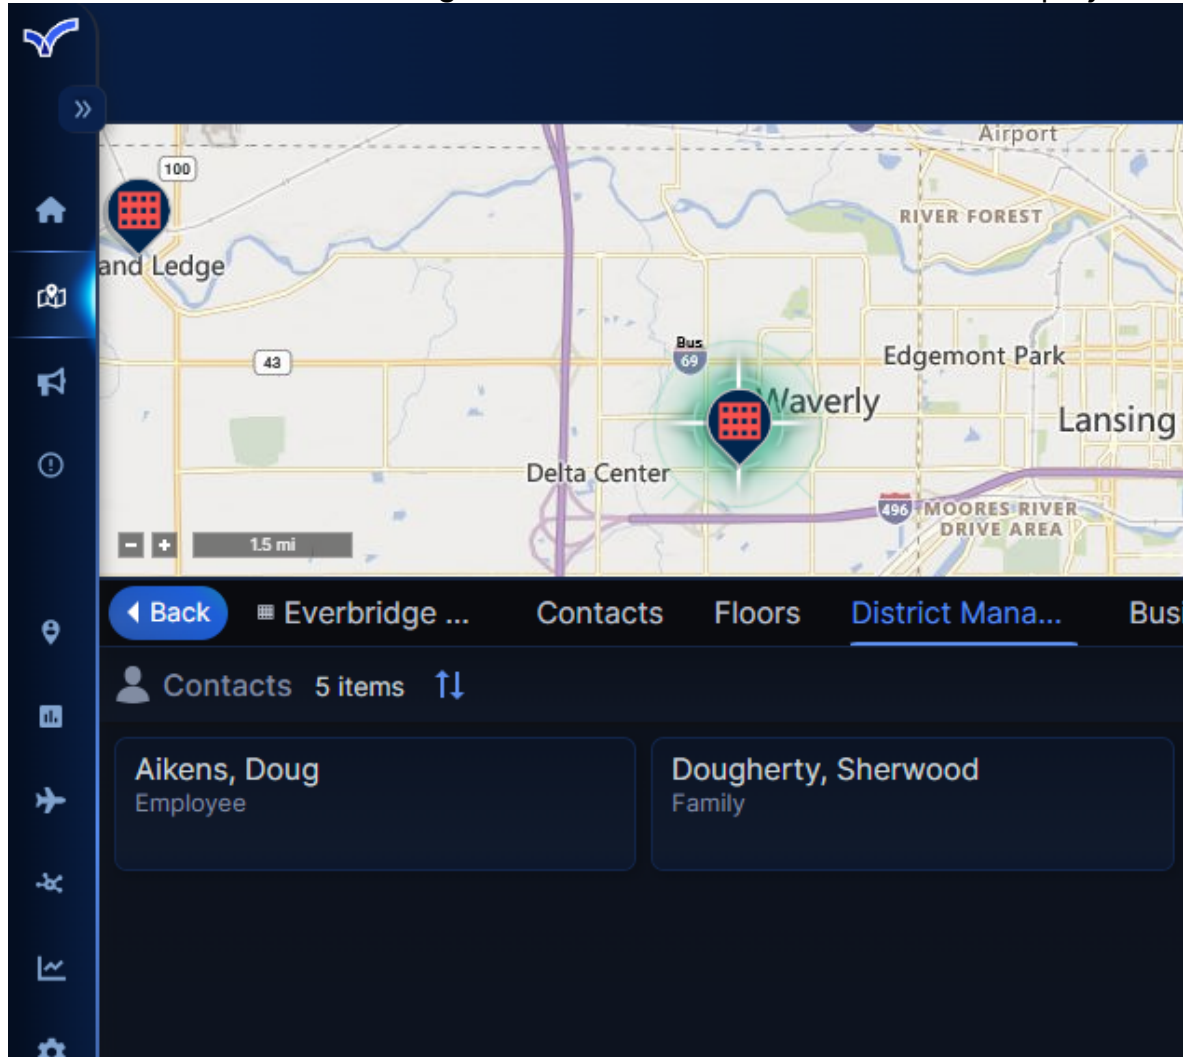 Airport
100
RIVER FOREST
and Ledge
Bus
69
43
Edgemont Park
Waverly
Lansing
Delta Center
496
MOORES RIVER
DRIVE AREA
- + 1.5 mi
Back Everbridge ... Contacts Floors District Mana... Busi
Contacts 5 items
Aikens, Doug
Employee
Dougherty, Sherwood
Family